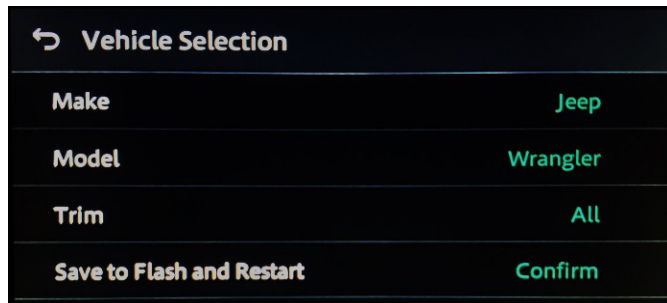 Vehicle Selection
Make Jeep
Model Wrangler
Trim All
Save to Flash and Restart Confirm